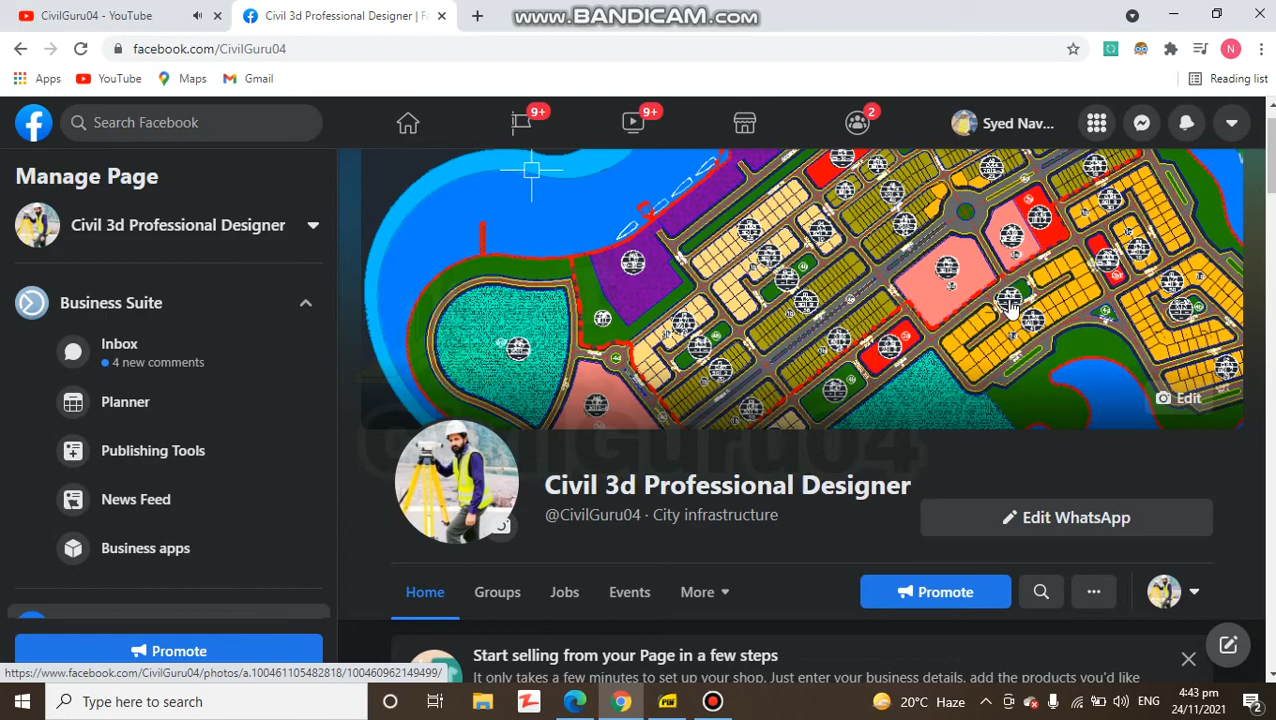 CivilGuru04 - YouTube
Civil 3d Professional Designer | Fa
www.BANDICAM.com
facebook.com/CivilGuru04
Apps
YouTube
Maps
Gmail
Reading list
Search Facebook
9+
9+
2
Syed Nav...
Manage Page
Civil 3d Professional Designer
Business Suite
Inbox
4 new comments
Planner
Publishing Tools
News Feed
Business apps
Promote
Edit
@CivilGuru04
Civil 3d Professional Designer
@CivilGuru04 · City infrastructure
Edit WhatsApp
Home
Groups
Jobs
Events
More
Promote
Start selling from your Page in a few steps
It only takes a few minutes to set up your shop. Just enter your business details, add the products you'd like
https://www.facebook.com/CivilGuru04/photos/a.100461105482818/100460962149499/
Type here to search
PDF
20°C Haze
ENG
4:43 pm
24/11/2021
2